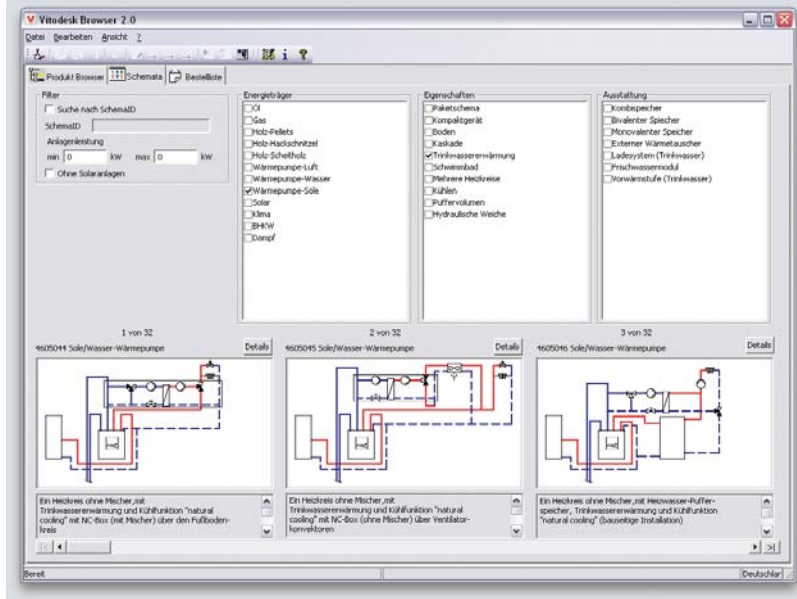 Vitodesk Browser 2.0
Datei Bearbeiten Ansicht ?
Produkt Browser Schemata Bestelliste
Filter
Suche nach SchemaID
SchemaID
Anlagenleistung
min 0 kW max 0 kW
Ohne Solaranlagen
Energieträger
Öl
Gas
Holz-Pellets
Holz-Hackschnitzel
Holz-Scheitholz
Wärmepumpe-Luft
Wärmepumpe-Wasser
Wärmepumpe-Sole
Solar
Klima
BHKW
Dampf
Eigenschaften
Paketschema
Kompaktgerät
Boden
Kaskade
Trinkwassererwärmung
Schwimmbad
Mehrere Heizkreise
Kühlen
Puffervolumen
Hydraulische Weiche
Ausstattung
Kombispeicher
Bivalenter Speicher
Monovalenter Speicher
Externer Wärmetauscher
Ladesystem (Trinkwasser)
Frischwassermodul
Vorwärmstufe (Trinkwasser)
1 von 32
4605044 Sole/Wasser-Wärmepumpe
Details
Ein Heizkreis ohne Mischer,mit
Trinkwassererwärmung und Kühlfunktion "natural
cooling" mit NC-Box (mit Mischer) über den Fußboden-
kreis
2 von 32
4605045 Sole/Wasser-Wärmepumpe
Details
Ein Heizkreis ohne Mischer,mit
Trinkwassererwärmung und Kühlfunktion "natural
cooling" mit NC-Box (ohne Mischer) über Ventilator-
konvektoren
3 von 32
4605046 Sole/Wasser-Wärmepumpe
Details
Ein Heizkreis ohne Mischer,mit Heizwasser-Puffer-
speicher, Trinkwassererwärmung und Kühlfunktion
"natural cooling" (bauseitige Installation)
Bereit
Deutschlar